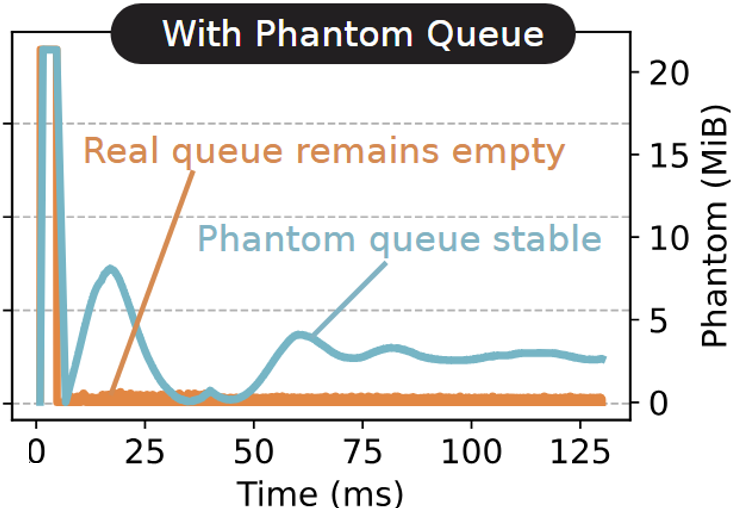 With Phantom Queue
Real queue remains empty
Phantom queue stable
20
15
10
5
0
Phantom (MiB)
0 25 50 75 100 125
Time (ms)